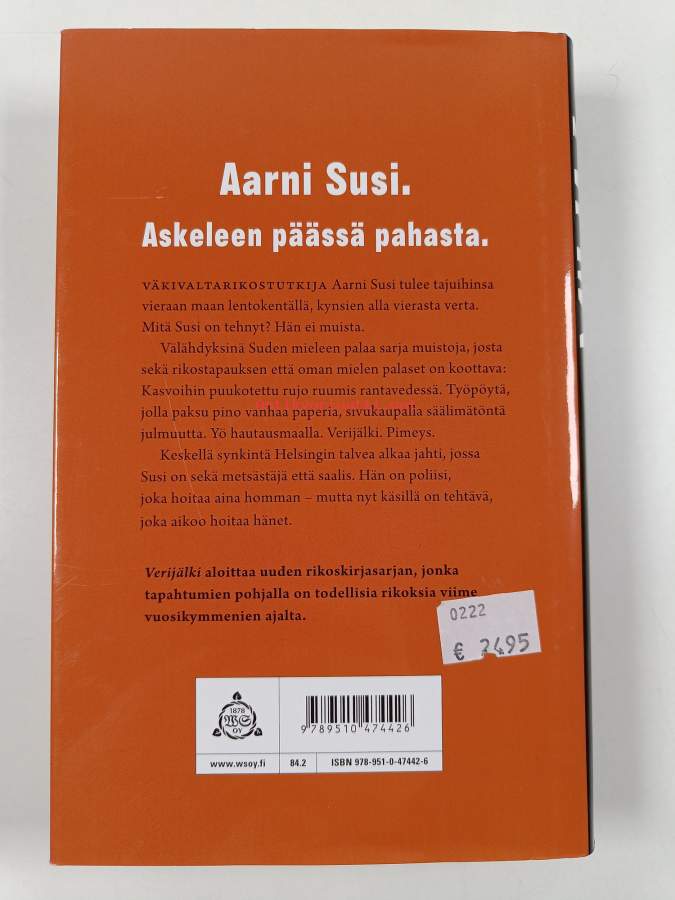 Aarni Susi.
Askeleen päässä pahasta.
VÄKIVALTARIKOSTUTKIJA Aarni Susi tulee tajuihinsa
vieraan maan lentokentällä, kynsien alla vierasta verta.
Mitä Susi on tehnyt? Hän ei muista.
Välähdyksinä Suden mieleen palaa sarja muistoja, josta
sekä rikostapauksen että oman mielen palaset on koottava:
Kasvoihin puukotettu rujo ruumis rantavedessä. Työpöytä,
jolla paksu pino vanhaa paperia, sivukaupalla säälimätöntä
julmuutta. Yö hautausmaalla. Verijälki. Pimeys.
Keskellä synkintä Helsingin talvea alkaa jahti, jossa
Susi on sekä metsästäjä että saalis. Hän on poliisi,
joka hoitaa aina homman – mutta nyt käsillä on tehtävä,
joka aikoo hoitaa hänet.
Verijälki aloittaa uuden rikoskirjasarjan, jonka
tapahtumien pohjalla on todellisia rikoksia viime
vuosikymmenien ajalta.
0222
€ 2495
1878
WS
OY
9 789510 474426
www.wsoy.fi
84.2
ISBN 978-951-0-47442-6